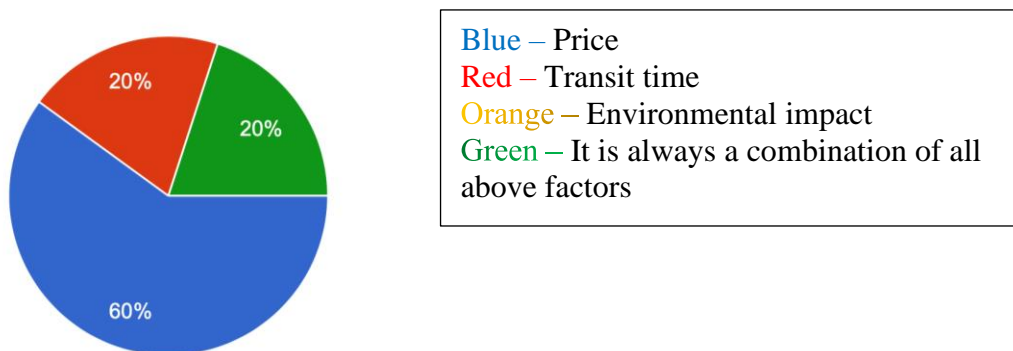 20%
20%
60%
Blue – Price
Red – Transit time
Orange – Environmental impact
Green – It is always a combination of all
above factors